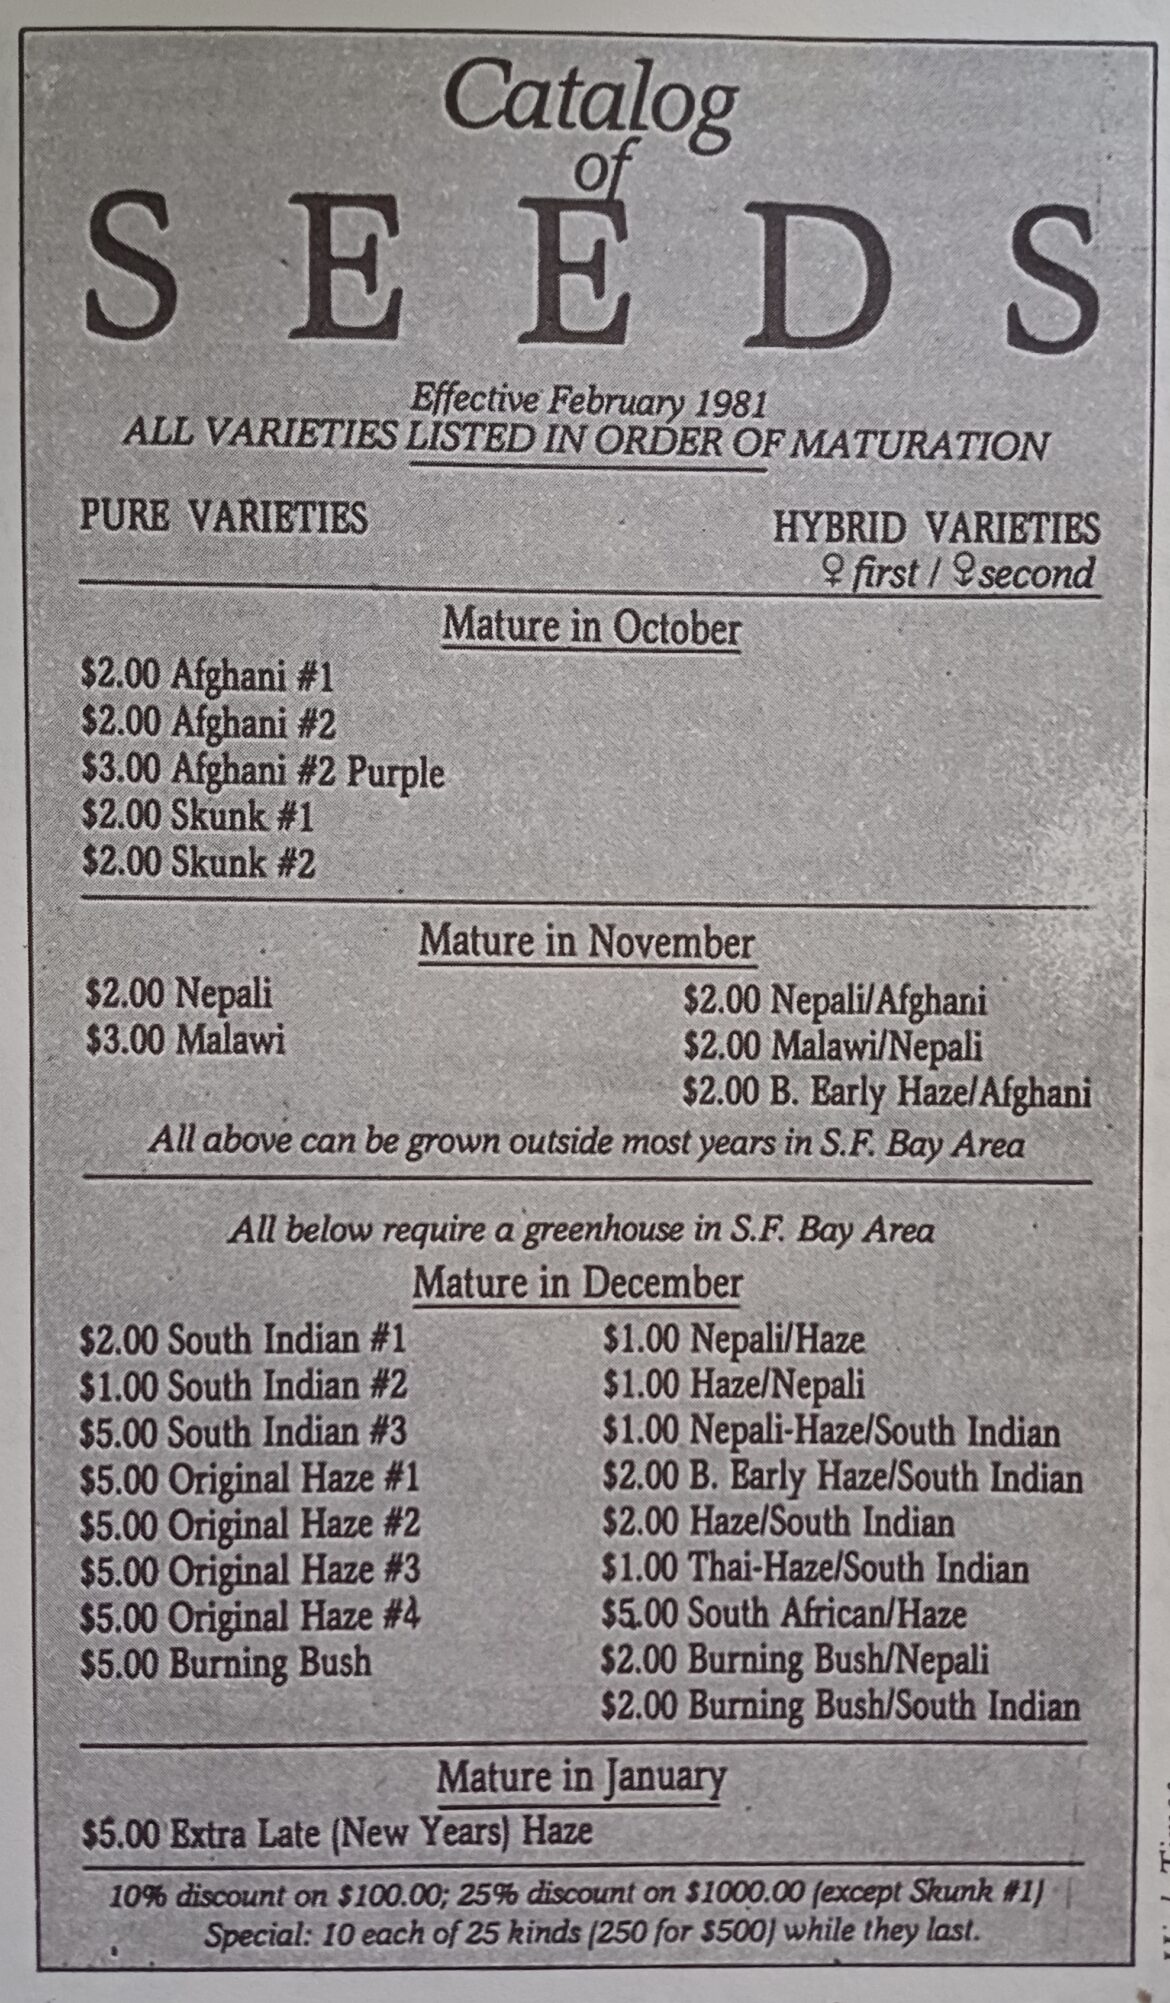 Catalog
of
SEEDS
Effective February 1981
ALL VARIETIES LISTED IN ORDER OF MATURATION
PURE VARIETIES
HYBRID VARIETIES
♀ first / ♀ second
Mature in October
$2.00 Afghani #1
$2.00 Afghani #2
$3.00 Afghani #2 Purple
$2.00 Skunk #1
$2.00 Skunk #2
Mature in November
$2.00 Nepali
$3.00 Malawi
$2.00 Nepali/Afghani
$2.00 Malawi/Nepali
$2.00 B. Early Haze/Afghani
All above can be grown outside most years in S.F. Bay Area
All below require a greenhouse in S.F. Bay Area
Mature in December
$2.00 South Indian #1
$1.00 South Indian #2
$5.00 South Indian #3
$5.00 Original Haze #1
$5.00 Original Haze #2
$5.00 Original Haze #3
$5.00 Original Haze #4
$5.00 Burning Bush
$1.00 Nepali/Haze
$1.00 Haze/Nepali
$1.00 Nepali-Haze/South Indian
$2.00 B. Early Haze/South Indian
$2.00 Haze/South Indian
$1.00 Thai-Haze/South Indian
$5.00 South African/Haze
$2.00 Burning Bush/Nepali
$2.00 Burning Bush/South Indian
Mature in January
$5.00 Extra Late (New Years) Haze
10% discount on $100.00; 25% discount on $1000.00 (except Skunk #1)
Special: 10 each of 25 kinds (250 for $500) while they last.